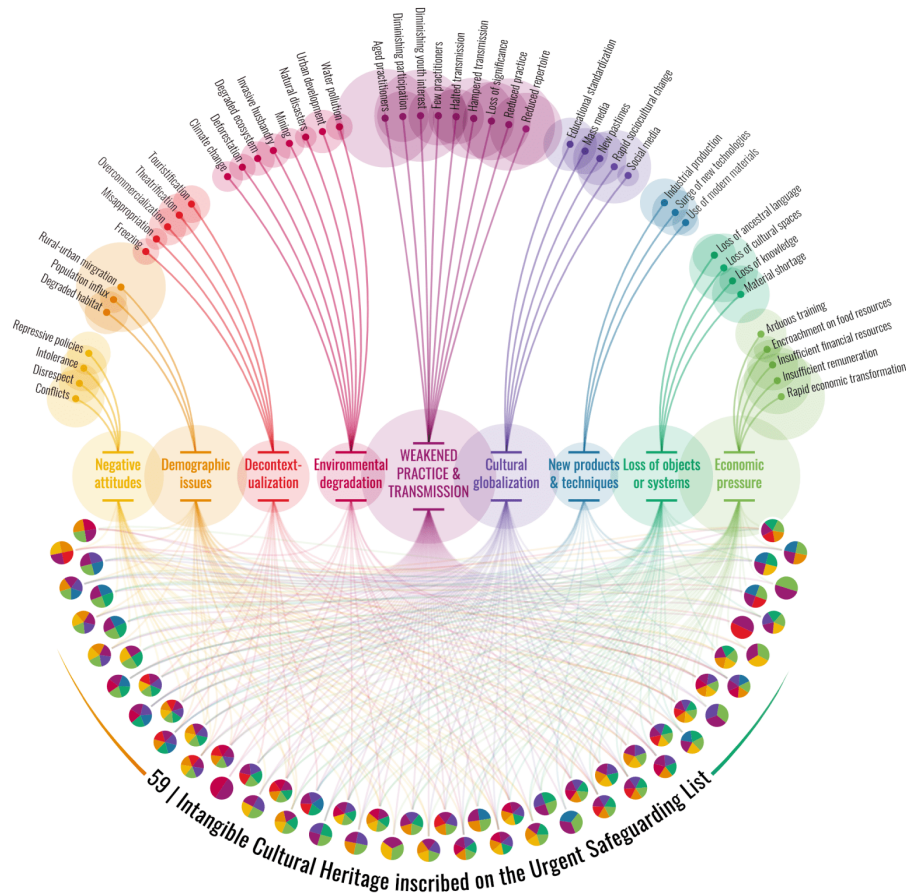 Repressive policies
Intolerance
Disrespect
Conflicts
Rural-urban mirgration
Population influx
Degraded habitat
Touristification
Theatrification
Overcommercialization
Misappropriation
Freezing
Climate change
Deforestation
Degraded ecosystem
Invasive husbandry
Mining
Natural disasters
Urban development
Water pollution
Aged practitioners
Diminishing participation
Diminishing youth interest
Few practitioners
Halted transmission
Hampered transmission
Loss of significance
Reduced practice
Reduced repertoire
Educational standardization
Mass media
New pastimes
Rapid sociocultural change
Social media
Industrial production
Surge of new technologies
Use of modern materials
Loss of ancestral language
Loss of cultural spaces
Loss of knowledge
Material shortage
Arduous training
Encroachment on food resources
Insufficient financial resources
Insufficient remuneration
Rapid economic transformation
Negative
attitudes
Demographic
issues
Decontext-
ualization
Environmental
degradation
WEAKENED
PRACTICE &
TRANSMISSION
Cultural
globalization
New products
& techniques
Loss of objects
or systems
Economic
pressure
59 | Intangible Cultural Heritage inscribed on the Urgent Safeguarding List